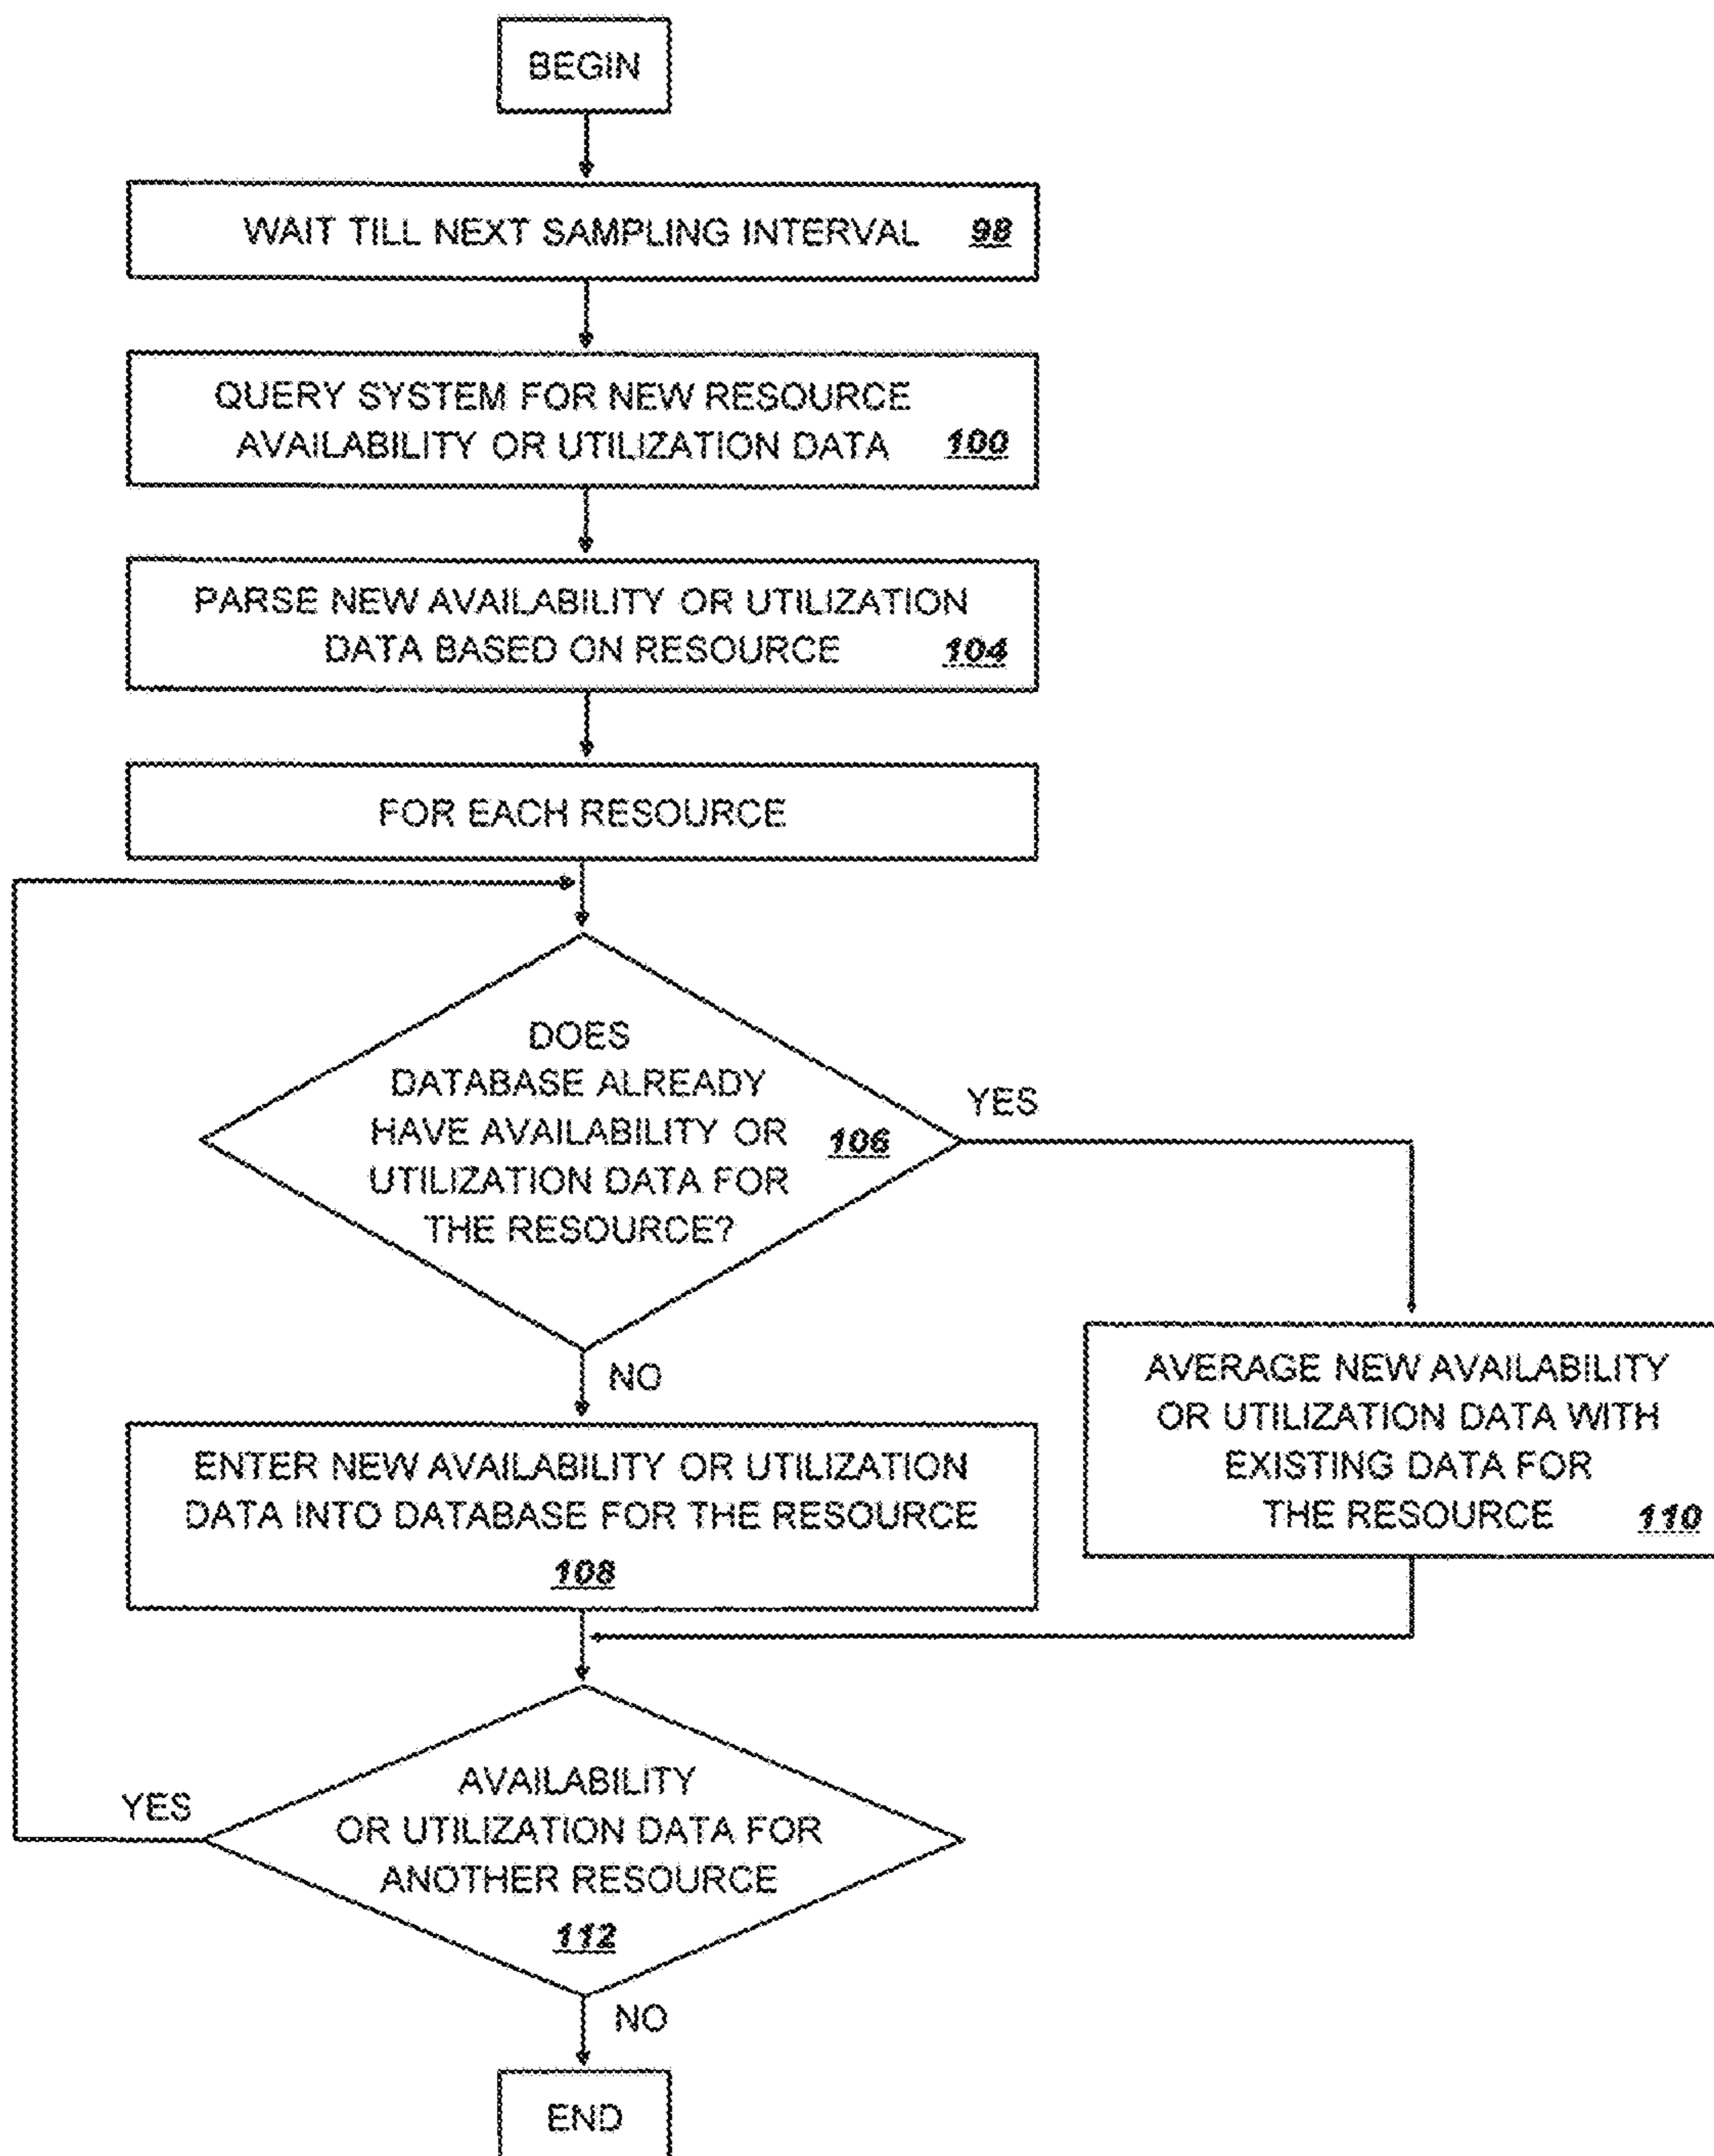 BEGIN
WAIT TILL NEXT SAMPLING INTERVAL 98
QUERY SYSTEM FOR NEW RESOURCE
AVAILABILITY OR UTILIZATION DATA 100
PARSE NEW AVAILABILITY OR UTILIZATION
DATA BASED ON RESOURCE 104
FOR EACH RESOURCE
DOES
DATABASE ALREADY
HAVE AVAILABILITY OR 106
UTILIZATION DATA FOR
THE RESOURCE?
YES
NO
AVERAGE NEW AVAILABILITY
OR UTILIZATION DATA WITH
EXISTING DATA FOR
THE RESOURCE 110
ENTER NEW AVAILABILITY OR UTILIZATION
DATA INTO DATABASE FOR THE RESOURCE
108
YES
AVAILABILITY
OR UTILIZATION DATA FOR
ANOTHER RESOURCE
112
NO
END